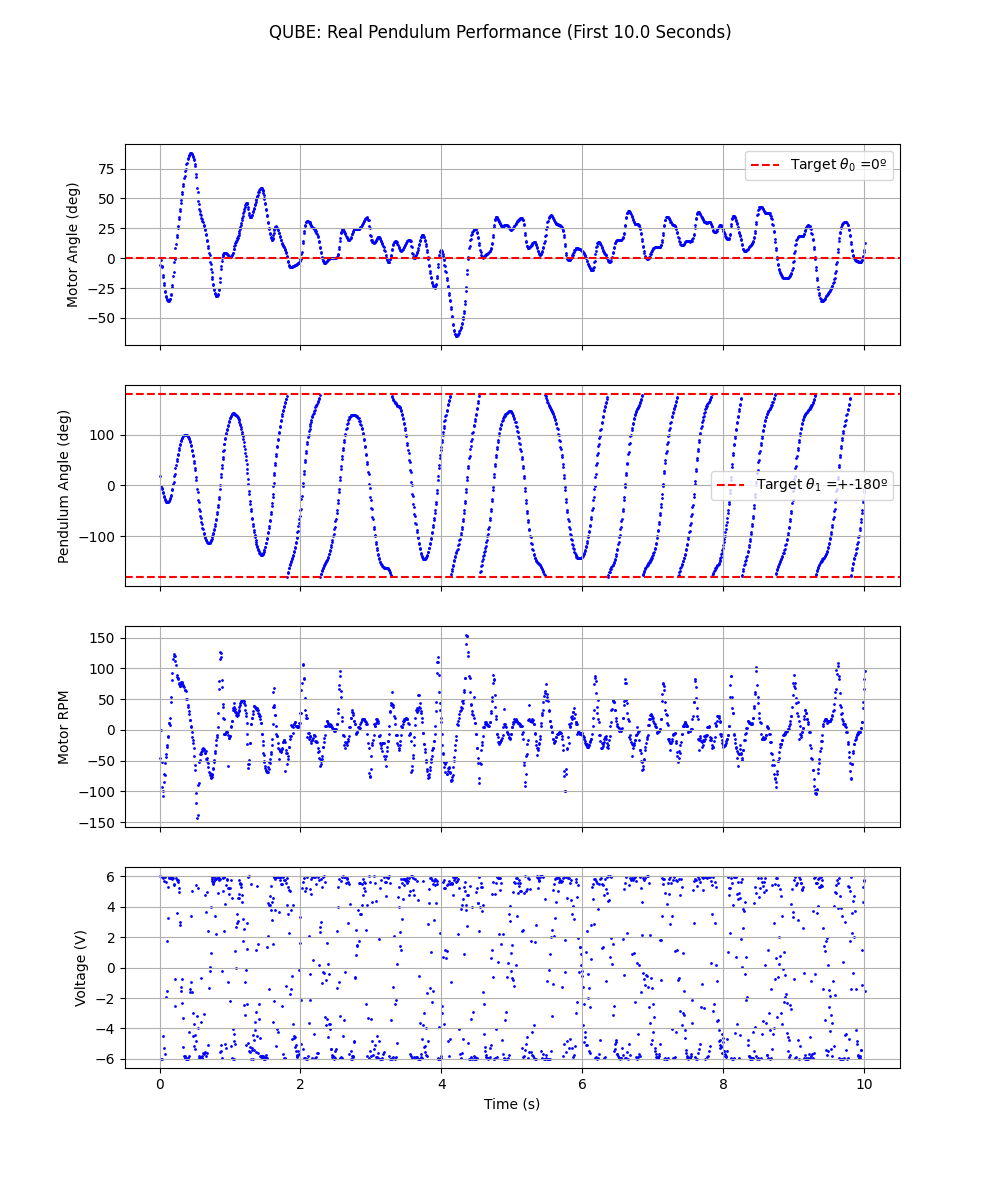 QUBE: Real Pendulum Performance (First 10.0 Seconds)
Motor Angle (deg)
75
50
25
0
−25
−50
Target θ0 =0º
Pendulum Angle (deg)
100
0
−100
Target θ1 =+-180º
Motor RPM
150
100
50
0
−50
−100
−150
Voltage (V)
6
4
2
0
−2
−4
−6
0 2 4 6 8 10
Time (s)